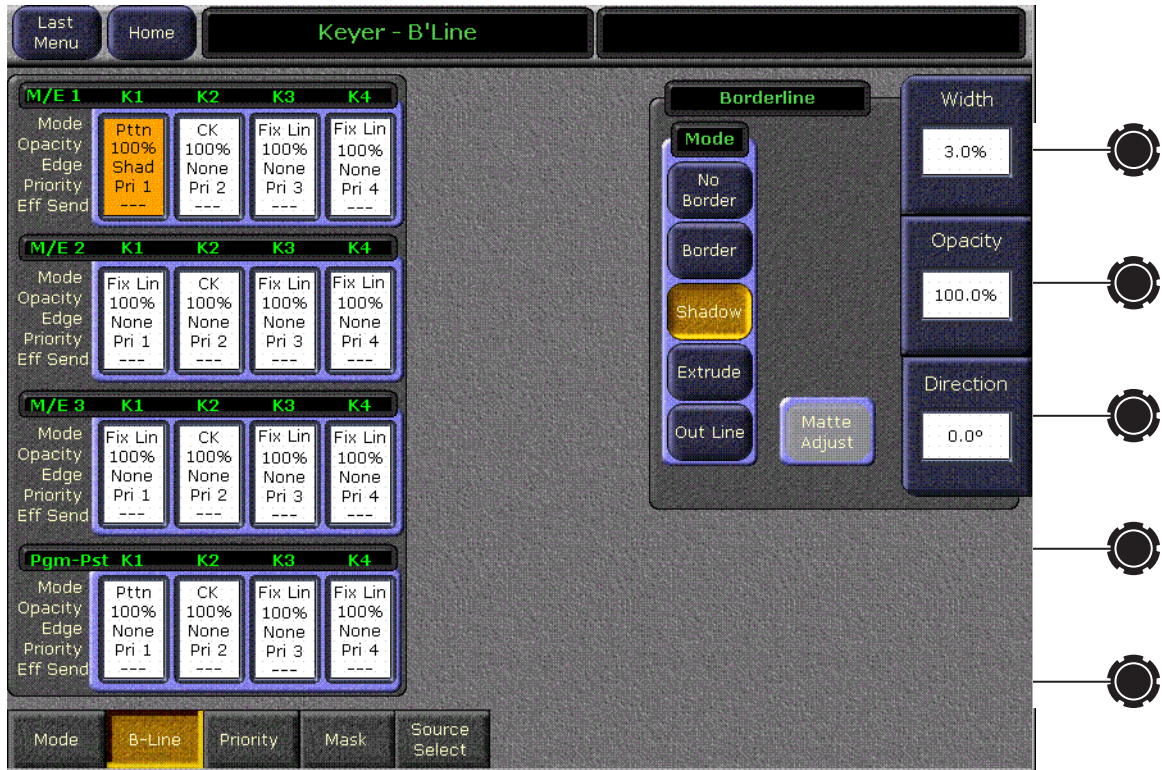 Last
Menu
Home
Keyer - B'Line
M/E 1 K1 K2 K3 K4
Mode Pttn CK Fix Lin Fix Lin
Opacity 100% 100% 100% 100%
Edge Shad None None None
Priority Pri 1 Pri 2 Pri 3 Pri 4
Eff Send --- --- --- ---
M/E 2 K1 K2 K3 K4
Mode Fix Lin CK Fix Lin Fix Lin
Opacity 100% 100% 100% 100%
Edge None None None None
Priority Pri 1 Pri 2 Pri 3 Pri 4
Eff Send --- --- --- ---
M/E 3 K1 K2 K3 K4
Mode Fix Lin CK Fix Lin Fix Lin
Opacity 100% 100% 100% 100%
Edge None None None None
Priority Pri 1 Pri 2 Pri 3 Pri 4
Eff Send --- --- --- ---
Pgm-Pst K1 K2 K3 K4
Mode Pttn CK Fix Lin Fix Lin
Opacity 100% 100% 100% 100%
Edge None None None None
Priority Pri 1 Pri 2 Pri 3 Pri 4
Eff Send --- --- --- ---
Borderline
Mode
No
Border
Border
Shadow
Extrude
Out Line
Matte
Adjust
Width
3.0%
Opacity
100.0%
Direction
0.0º
Mode
B-Line
Priority
Mask
Source
Select